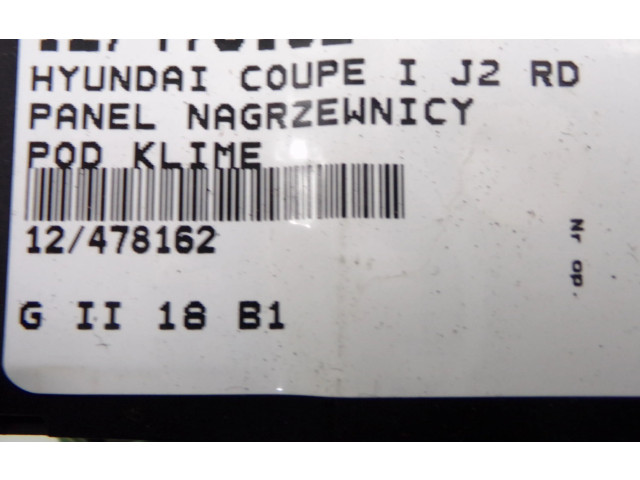 HYUNDAI COUPE I J2 RD
PANEL NAGRZEWNICY
POD KLIME
12/478162
G II 18 B1
Nr op.